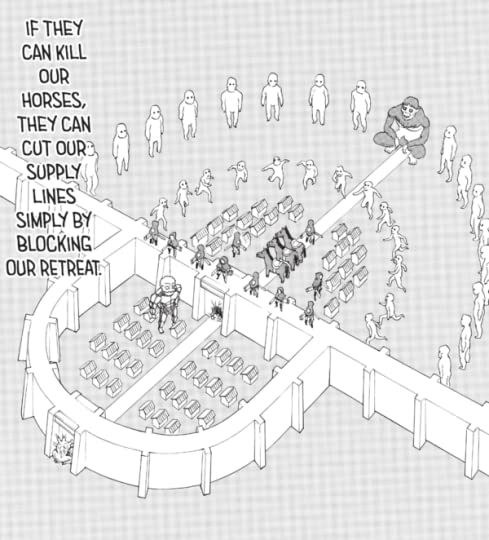 IF THEY
CAN KILL
OUR
HORSES,
THEY CAN
CUT OUR
SUPPLY
LINES
SIMPLY BY
BLOCKING
OUR RETREAT.